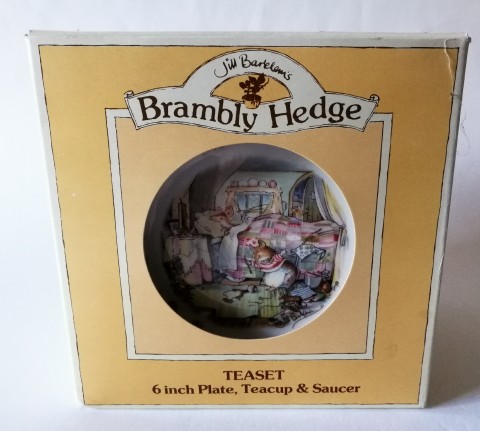 Jill Barklem's
Brambly Hedge
TEASET
6 inch Plate, Teacup & Saucer